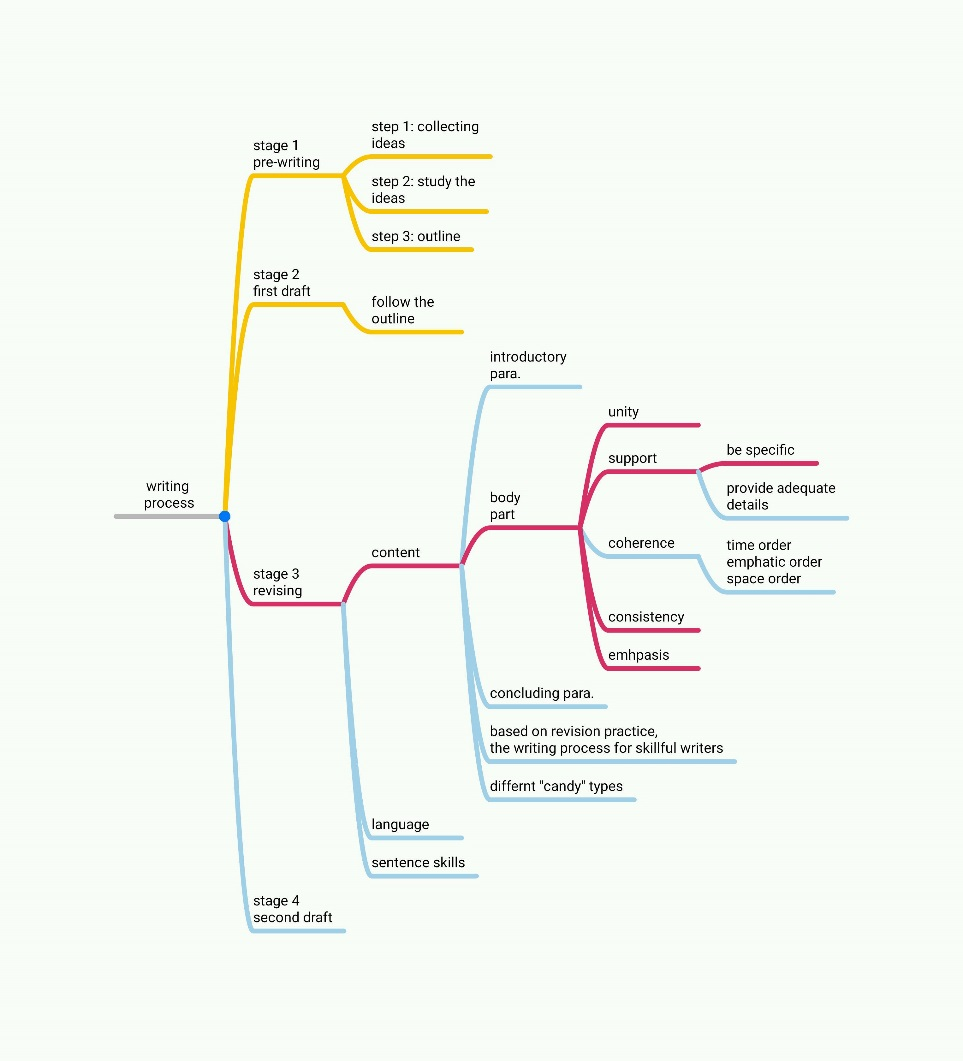 step 1: collecting
ideas
stage 1
pre-writing
step 2: study the
ideas
step 3: outline
stage 2
first draft
follow the
outline
introductory
para.
unity
be specific
support
provide adequate
details
writing
process
body
part
coherence
time order
emphatic order
space order
content
stage 3
revising
consistency
emhpasis
concluding para.
based on revision practice,
the writing process for skillful writers
differnt "candy" types
language
sentence skills
stage 4
second draft